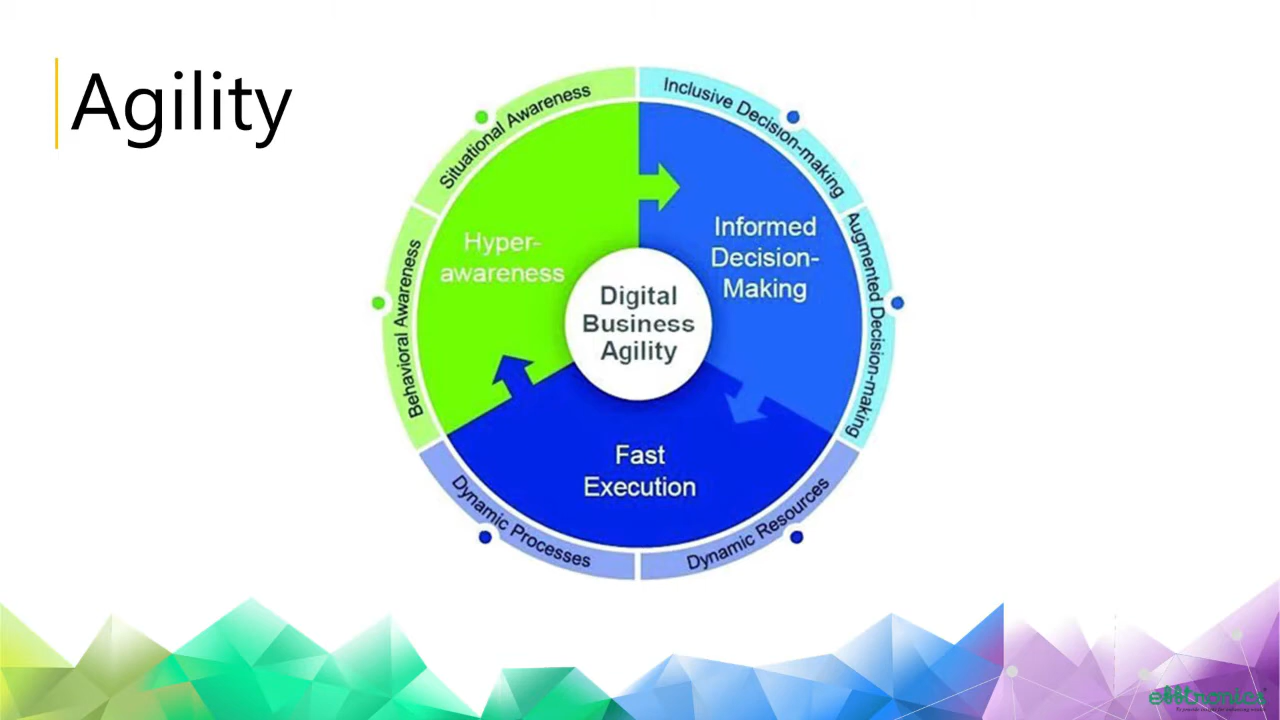 Agility
Situational Awareness
Inclusive Decision-making
Behavioral Awareness
Augmented Decision-making
Hyper-
awareness
Informed
Decision-
Making
Digital
Business
Agility
Fast
Execution
Dynamic Processes
Dynamic Resources